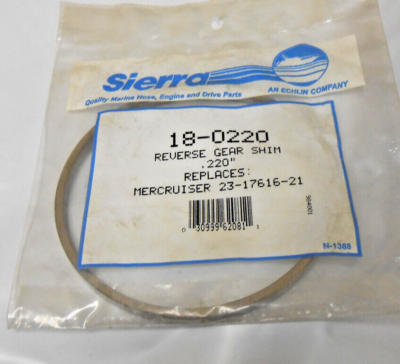 Sierra
Quality Marine Hose, Engine and Drive Parts
AN ECHLIN COMPANY
18-0220
REVERSE GEAR SHIM
.220"
REPLACES:
MERCRUISER 23-17616-21
0 30999 62081 1
N-1388